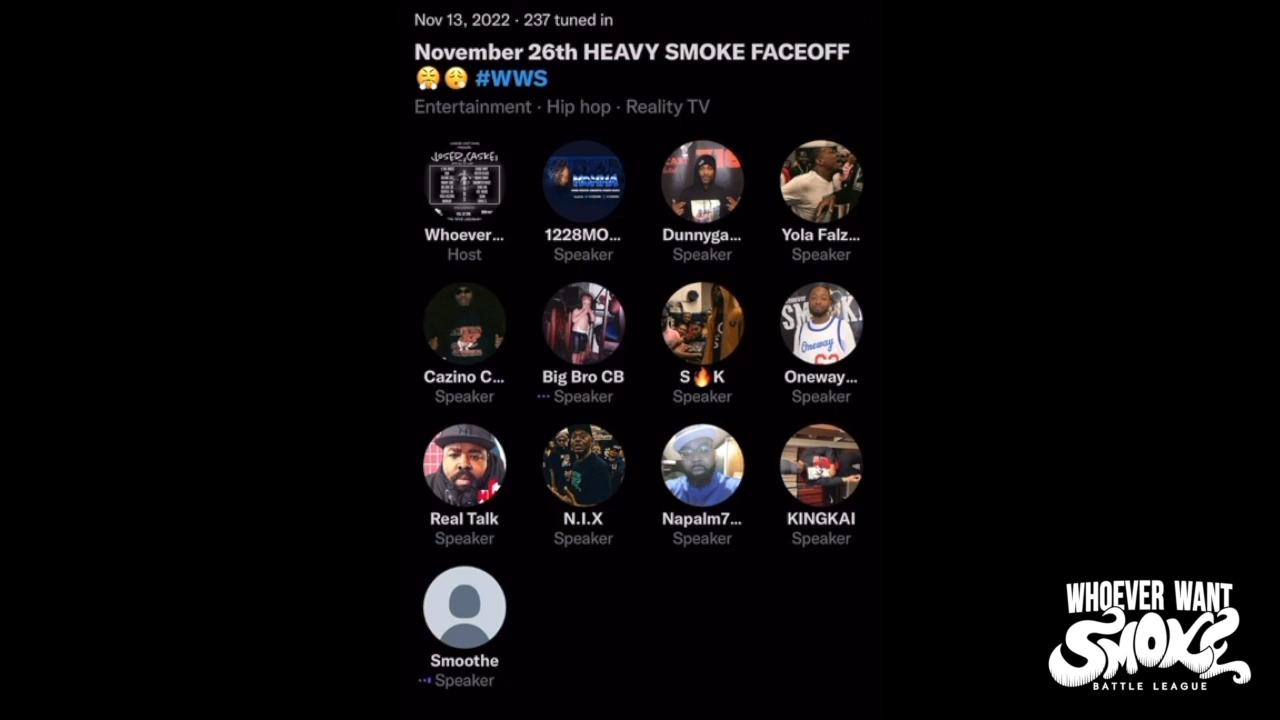 Nov 13, 2022 · 237 tuned in
November 26th HEAVY SMOKE FACEOFF
😤😮‍💨 #WWS
Entertainment · Hip hop · Reality TV
Whoever... 1228MO... Dunnyga... Yola Falz...
Host Speaker Speaker Speaker
SM K
Oneway
Cazino C... Big Bro CB S🔥K Oneway...
Speaker Speaker Speaker Speaker
Real Talk N.I.X Napalm7... KINGKAI
Speaker Speaker Speaker Speaker
Smoothe
Speaker
WHOEVER WANT
SMOKE
BATTLE LEAGUE